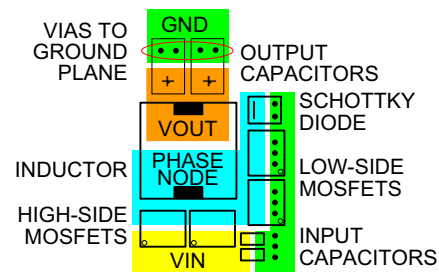 GND
VIAS TO
GROUND
PLANE
OUTPUT
CAPACITORS
VOUT
SCHOTTKY
DIODE
INDUCTOR
PHASE
NODE
LOW-SIDE
MOSFETS
HIGH-SIDE
MOSFETS
VIN
INPUT
CAPACITORS